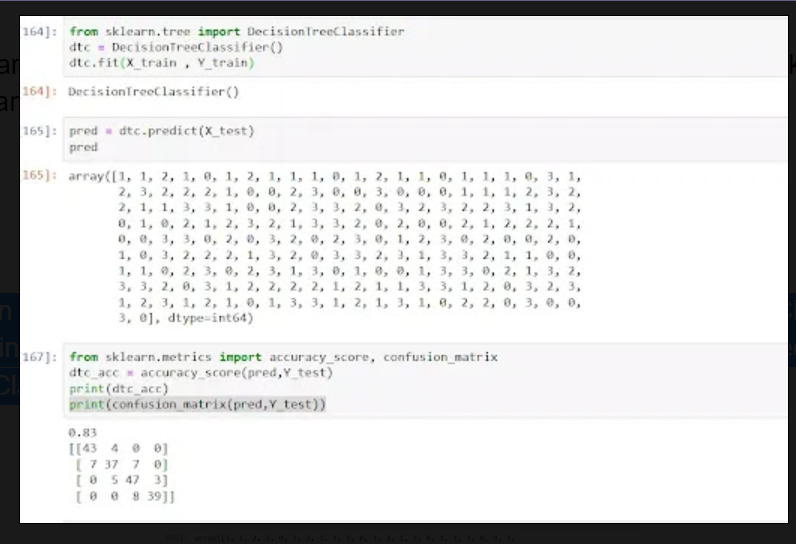 164]: from sklearn.tree import DecisionTreeClassifier
dtc = DecisionTreeClassifier()
dtc.fit(X_train , Y_train)
164]: DecisionTreeClassifier()
165]: pred = dtc.predict(X_test)
pred
165]: array([1, 1, 2, 1, 0, 1, 2, 1, 1, 1, 0, 1, 2, 1, 1, 0, 1, 1, 1, 0, 3, 1,
2, 3, 2, 2, 2, 1, 0, 0, 2, 3, 0, 0, 3, 0, 0, 0, 1, 1, 1, 2, 3, 2,
2, 1, 1, 3, 3, 1, 0, 0, 2, 3, 3, 2, 0, 3, 2, 3, 2, 2, 3, 1, 3, 2,
0, 1, 0, 2, 1, 2, 3, 2, 1, 3, 3, 2, 0, 2, 0, 0, 2, 1, 2, 2, 2, 1,
0, 0, 3, 3, 0, 2, 0, 3, 2, 0, 2, 3, 0, 1, 2, 3, 0, 2, 0, 0, 2, 0,
1, 0, 3, 2, 2, 2, 1, 3, 2, 0, 3, 3, 2, 3, 1, 3, 3, 2, 1, 1, 0, 0,
1, 1, 0, 2, 3, 0, 2, 3, 1, 3, 0, 1, 0, 0, 1, 3, 3, 0, 2, 1, 3, 2,
3, 3, 2, 0, 3, 1, 2, 2, 2, 2, 1, 2, 1, 1, 3, 3, 1, 2, 0, 3, 2, 3,
1, 2, 3, 1, 2, 1, 0, 1, 3, 3, 1, 2, 1, 3, 1, 0, 2, 2, 0, 3, 0, 0,
3, 0], dtype=int64)
167]: from sklearn.metrics import accuracy_score, confusion_matrix
dtc_acc = accuracy_score(pred,Y_test)
print(dtc_acc)
print(confusion_matrix(pred,Y_test))
0.83
[[43 4 0 0]
[ 7 37 7 0]
[ 0 5 47 3]
[ 0 0 8 39]]